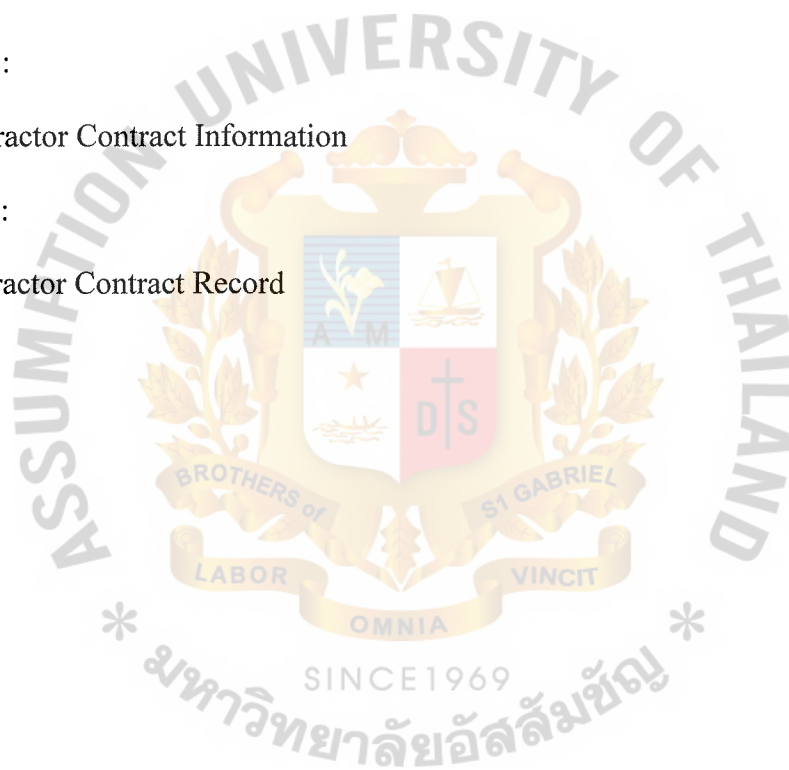 :
ractor Contract Information
:
ractor Contract Record
ASSUMPTION UNIVERSITY OF THAILAND
A M
D S
BROTHERS of
S1 GABRIEL
LABOR
VINCIT
OMNIA
* SINCE1969 *
มหาวิทยาลัยอัสสัมชัญ